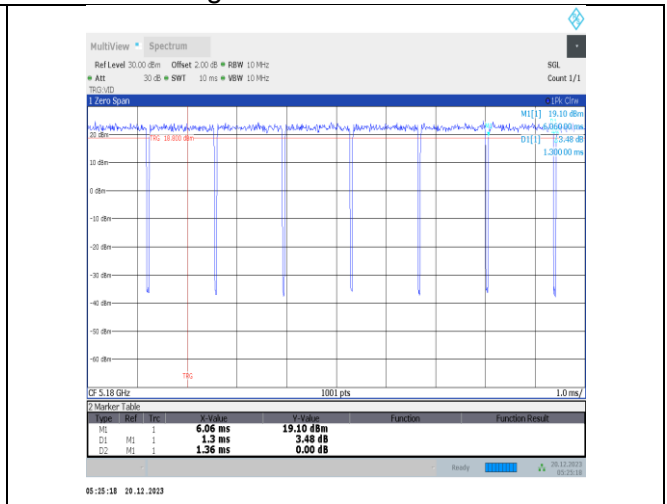 MultiView Spectrum
Ref Level 30.00 dBm Offset 2.00 dB RBW 10 MHz SGL
Att 30 dB SWT 10 ms VBW 10 MHz Count 1/1
TRG:VID
1 Zero Span 1Pk Clrw
M1[1] 19.10 dBm
20 dBm 6.06000 ms
TRG 18.800 dBm D1[1] 3.48 dB
1.30000 ms
10 dBm
0 dBm
-10 dBm
-20 dBm
-30 dBm
-40 dBm
-50 dBm
-60 dBm
TRG
CF 5.18 GHz 1001 pts 1.0 ms/
2 Marker Table
Type Ref Trc X-Value Y-Value Function Function Result
M1 1 6.06 ms 19.10 dBm
D1 M1 1 1.3 ms 3.48 dB
D2 M1 1 1.36 ms 0.00 dB
Ready 20.12.2023
05:25:18
05:25:18 20.12.2023